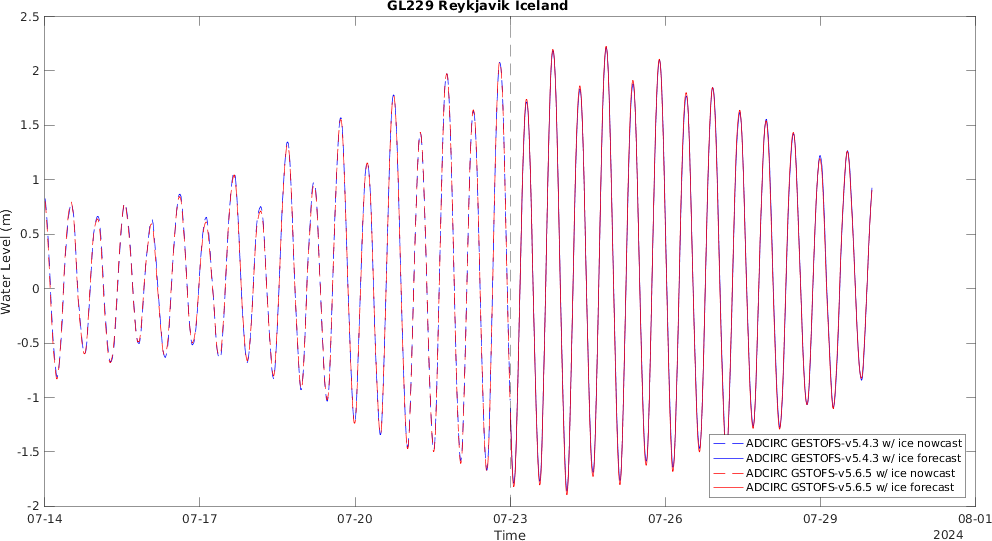 GL229 Reykjavik Iceland
2.5
2
1.5
1
0.5
0
-0.5
-1
-1.5
-2
Water Level (m)
ADCIRC GESTOFS-v5.4.3 w/ ice nowcast
ADCIRC GESTOFS-v5.4.3 w/ ice forecast
ADCIRC GSTOFS-v5.6.5 w/ ice nowcast
ADCIRC GSTOFS-v5.6.5 w/ ice forecast
07-14 07-17 07-20 07-23 07-26 07-29 08-01
Time
2024